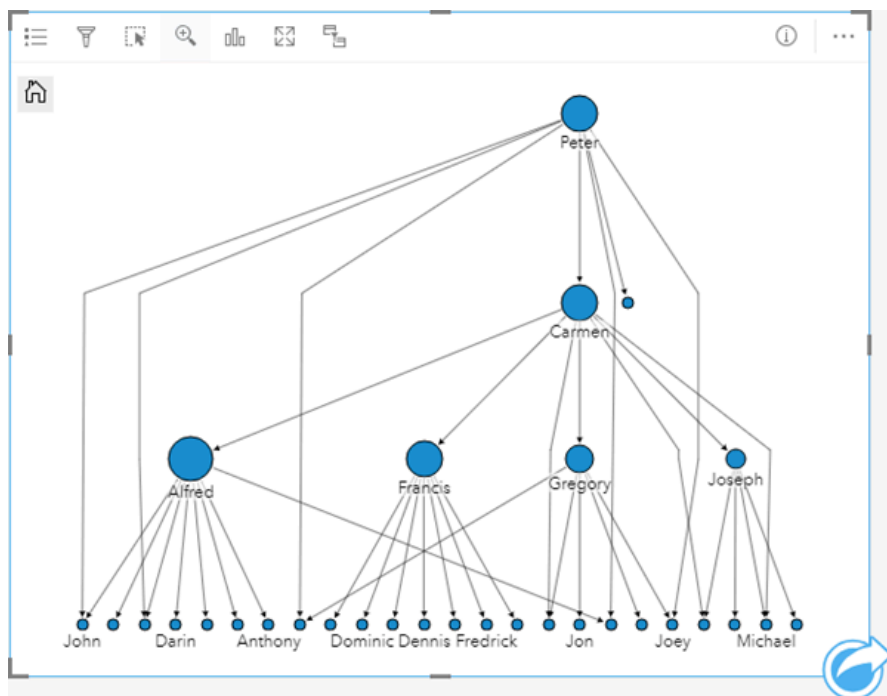 Peter
Carmen
Alfred
Francis
Gregory
Joseph
John
Darin
Anthony
Dominic
Dennis
Fredrick
Jon
Joey
Michael